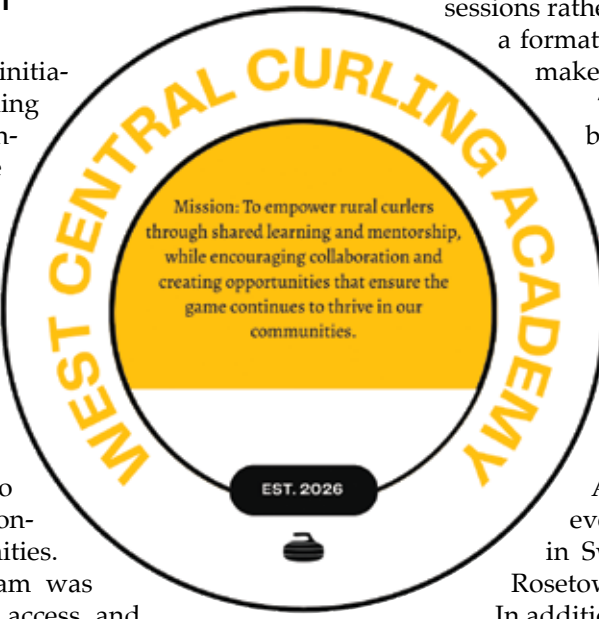 sessions rathe
a format
initia-
make
ing
n-
b
WEST CENTRAL CURLING ACADEMY
Mission: To empower rural curlers
through shared learning and mentorship,
while encouraging collaboration and
creating opportunities that ensure the
game continues to thrive in our
communities.
EST. 2026
o
on-
eve
ities.
in Sw
am was
Rosetow
access and
In additio